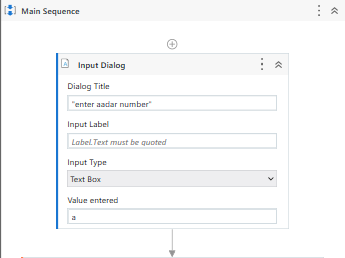 Main Sequence
Input Dialog
Dialog Title
"enter aadar number"
Input Label
Label.Text must be quoted
Input Type
Text Box
Value entered
a